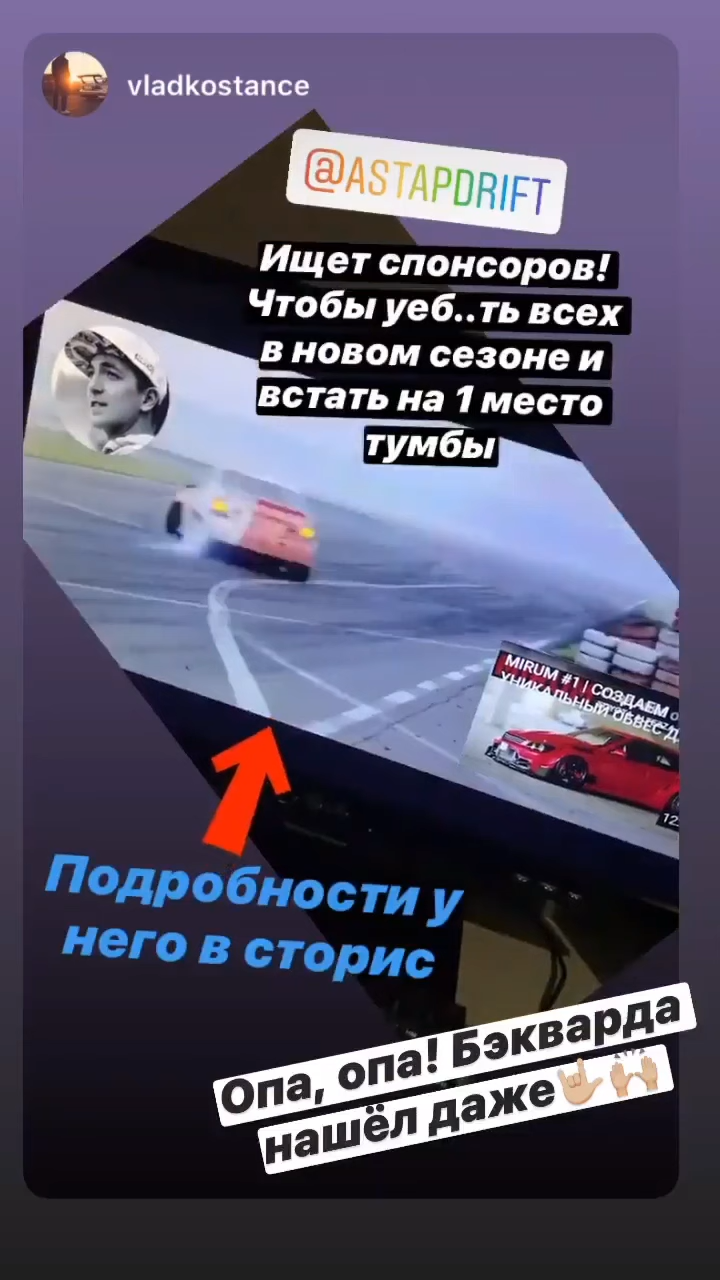 vladkostance
@ASTAPDRIFT
Ищет спонсоров!
Чтобы уеб..ть всех
в новом сезоне и
встать на 1 место
тумбы
MIRUM #1 | СОЗДАЕМ
УНИКАЛЬНЫЙ ОБВЕС Д
12
Подробности у
него в сторис
Опа, опа! Бэкварда
нашёл даже🤟🏼🙌🏼